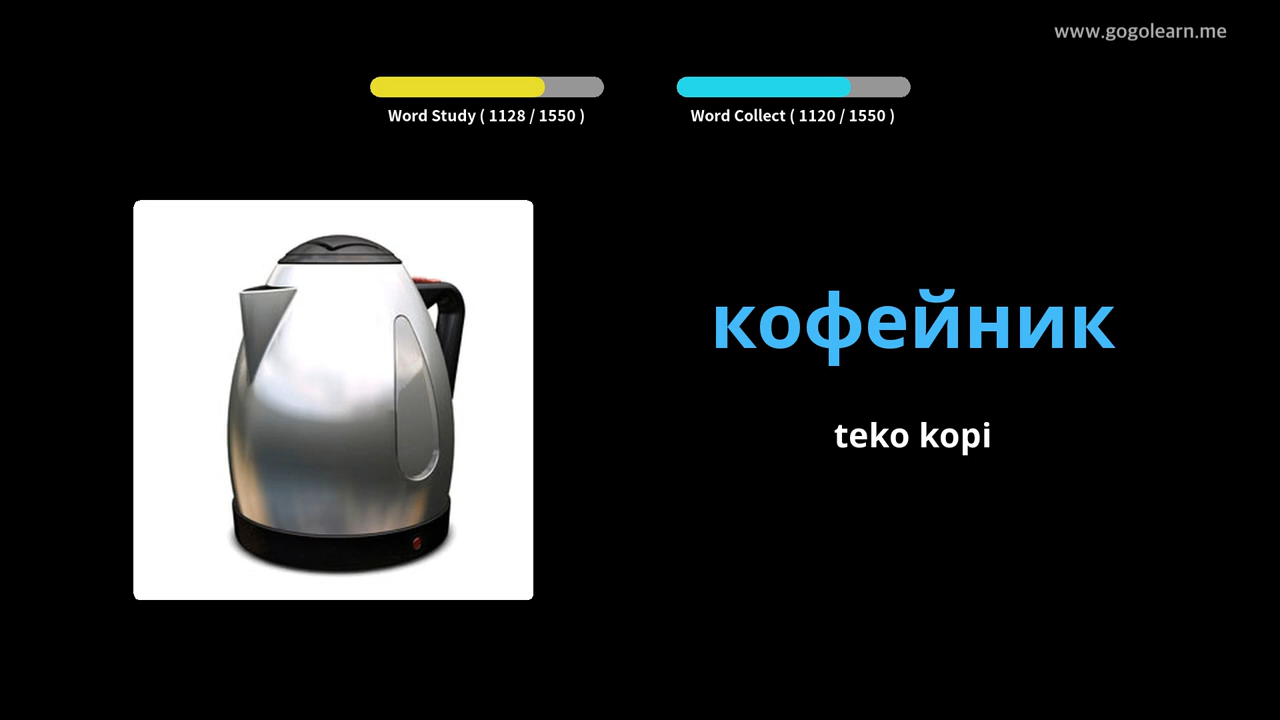 www.gogolearn.me
Word Study ( 1128 / 1550 )
Word Collect ( 1120 / 1550 )
кофейник
teko kopi